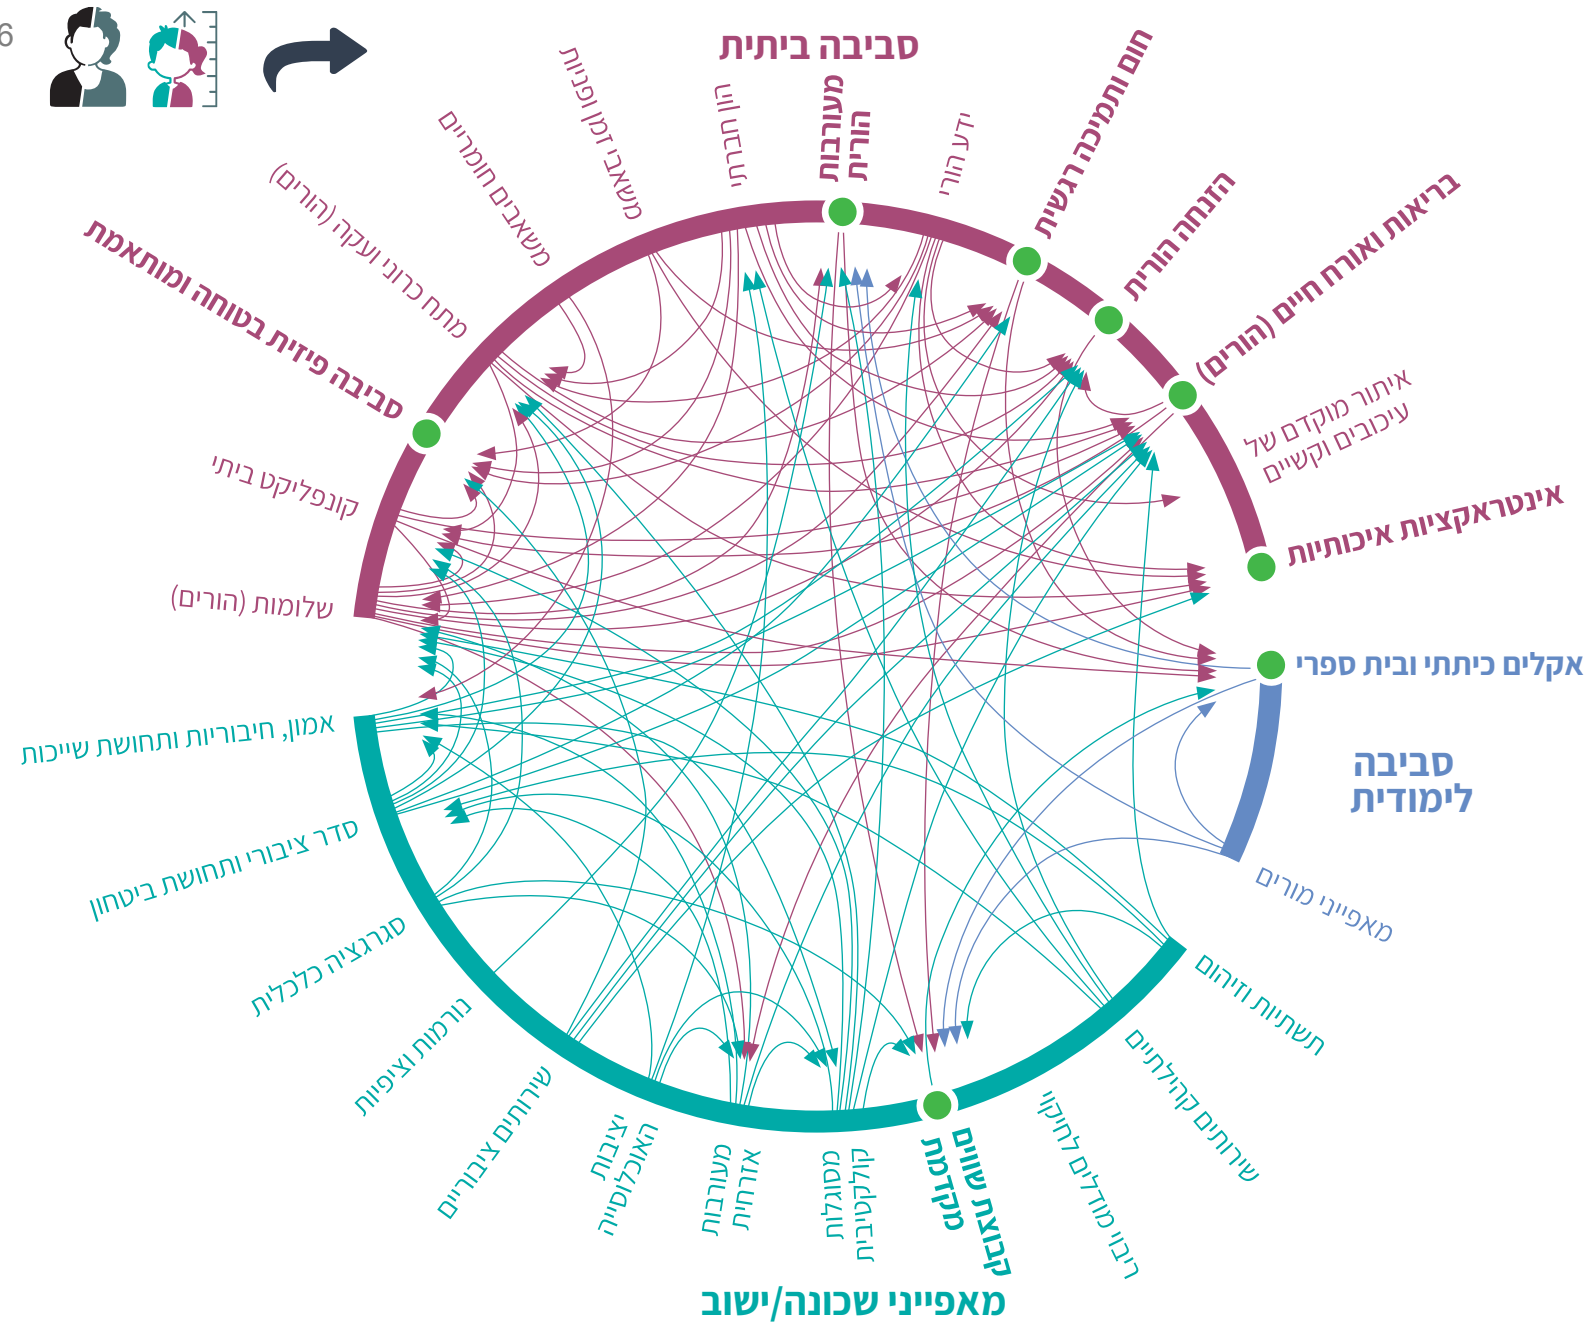 6
סביבה ביתית
סביבה פיזית בטוחה ומותאמת
מתח כרוני ועקה (הורים)
משאבים חומריים
משאבי זמן ופניות
הון תרבותי
מעורבות
הורית
ידע הורי
חום ותמיכה רגשית
הזנחה הורית
בריאות ואורח חיים (הורים)
איתור מוקדם של
עיכובים וקשיים
אינטראקציות איכותיות
קונפליקט ביתי
שלומות (הורים)
אקלים כיתתי ובית ספרי
סביבה
לימודית
מאפייני מורים
אמון, חיבוריות ותחושת שייכות
סדר ציבורי ותחושת ביטחון
סגרגציה כלכלית
נורמות וציפיות
שירותים ציבוריים
יציבות
האוכלוסייה
מעורבות
אזרחית
מסוגלות
קולקטיבית
קבוצת שווים
מקדמת
ריבוי מודלים לחיקוי
שירותים קהילתיים
תשתיות וזיהום
מאפייני שכונה/ישוב